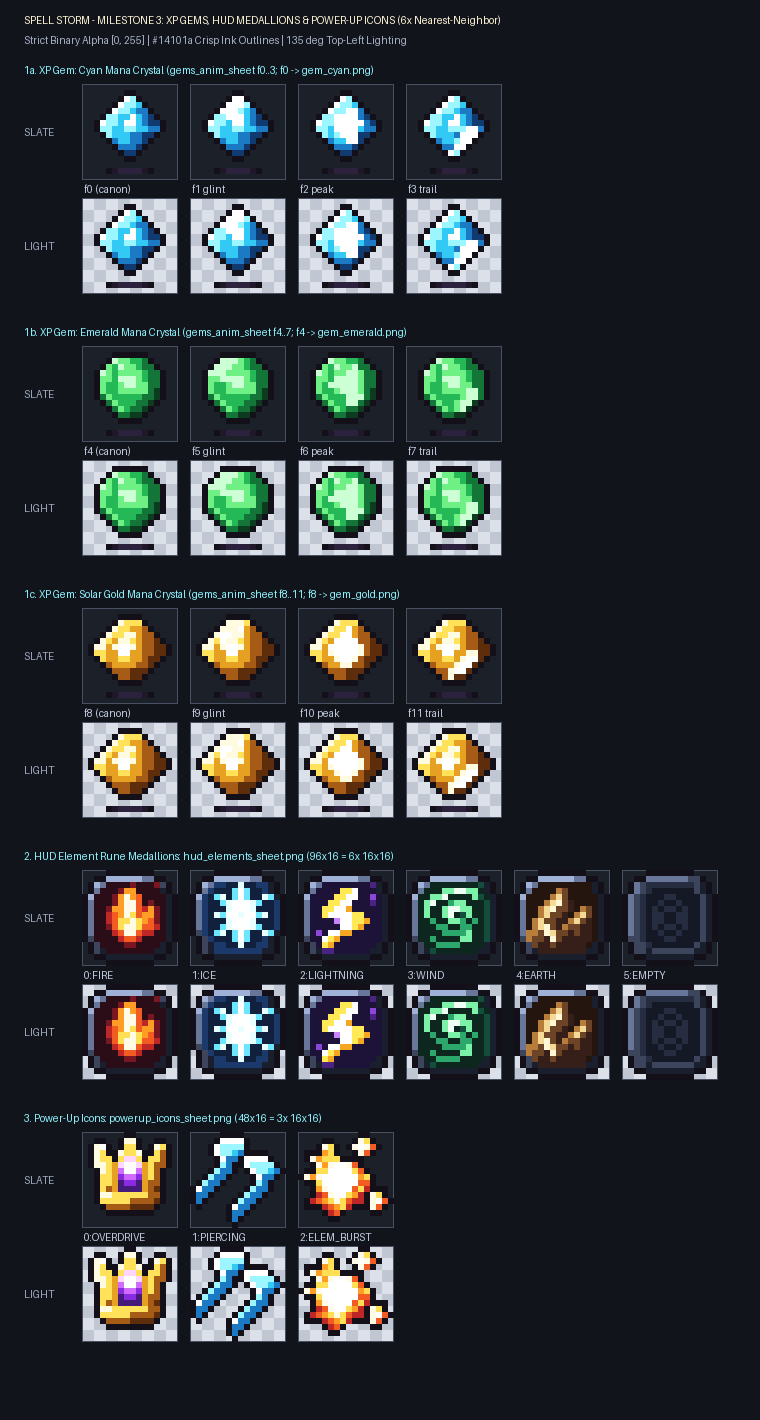 SPELL STORM - MILESTONE 3: XP GEMS, HUD MEDALLIONS & POWER-UP ICONS (6x Nearest-Neighbor)
Strict Binary Alpha [0, 255] | #14101a Crisp Ink Outlines | 135 deg Top-Left Lighting
1a. XP Gem: Cyan Mana Crystal (gems_anim_sheet f0..3; f0 -> gem_cyan.png)
SLATE
f0 (canon) f1 glint f2 peak f3 trail
LIGHT
1b. XP Gem: Emerald Mana Crystal (gems_anim_sheet f4..7; f4 -> gem_emerald.png)
SLATE
f4 (canon) f5 glint f6 peak f7 trail
LIGHT
1c. XP Gem: Solar Gold Mana Crystal (gems_anim_sheet f8..11; f8 -> gem_gold.png)
SLATE
f8 (canon) f9 glint f10 peak f11 trail
LIGHT
2. HUD Element Rune Medallions: hud_elements_sheet.png (96x16 = 6x 16x16)
SLATE
0:FIRE 1:ICE 2:LIGHTNING 3:WIND 4:EARTH 5:EMPTY
LIGHT
3. Power-Up Icons: powerup_icons_sheet.png (48x16 = 3x 16x16)
SLATE
0:OVERDRIVE 1:PIERCING 2:ELEM_BURST
LIGHT